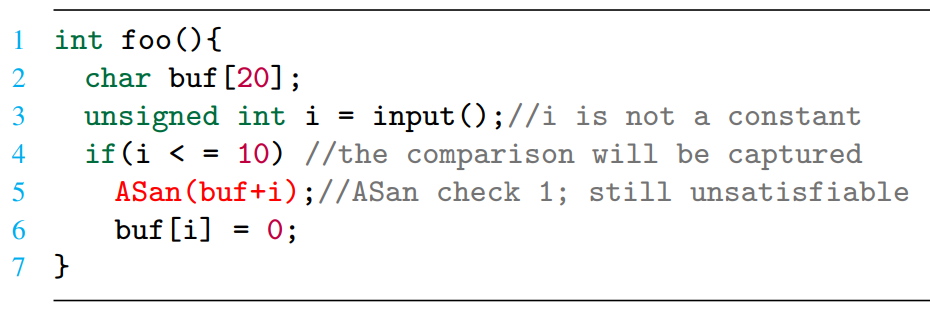 1 int foo(){
2 char buf[20];
3 unsigned int i = input();//i is not a constant
4 if(i < = 10) //the comparison will be captured
5 ASan(buf+i);//ASan check 1; still unsatisfiable
6 buf[i] = 0;
7 }